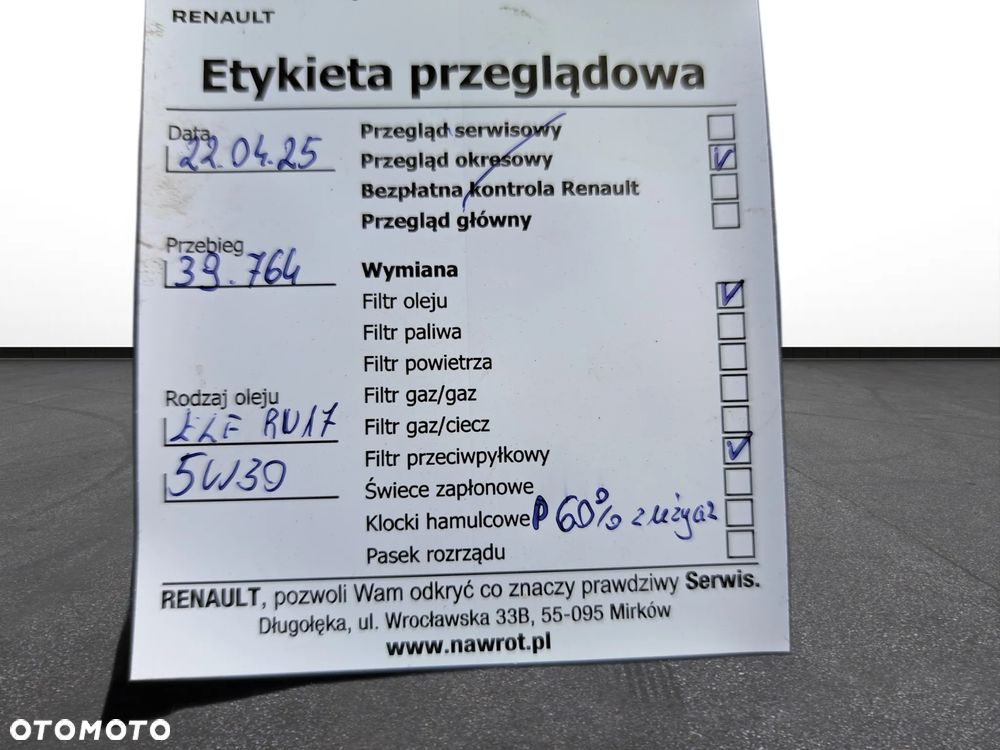 RENAULT
Etykieta przeglądowa
Data
22.04.25
Przegląd serwisowy
Przegląd okresowy
Bezpłatna kontrola Renault
Przegląd główny
Przebieg
39.764
Wymiana
Filtr oleju
Filtr paliwa
Filtr powietrza
Filtr gaz/gaz
Filtr gaz/ciecz
Filtr przeciwpyłkowy
Świece zapłonowe
Klocki hamulcowe P 60%
Pasek rozrządu
Rodzaj oleju
ELF RN17
5W30
RENAULT, pozwoli Wam odkryć co znaczy prawdziwy Serwis.
Długołęka, ul. Wrocławska 33B, 55-095 Mirków
www.nawrot.pl
OTOMOTO